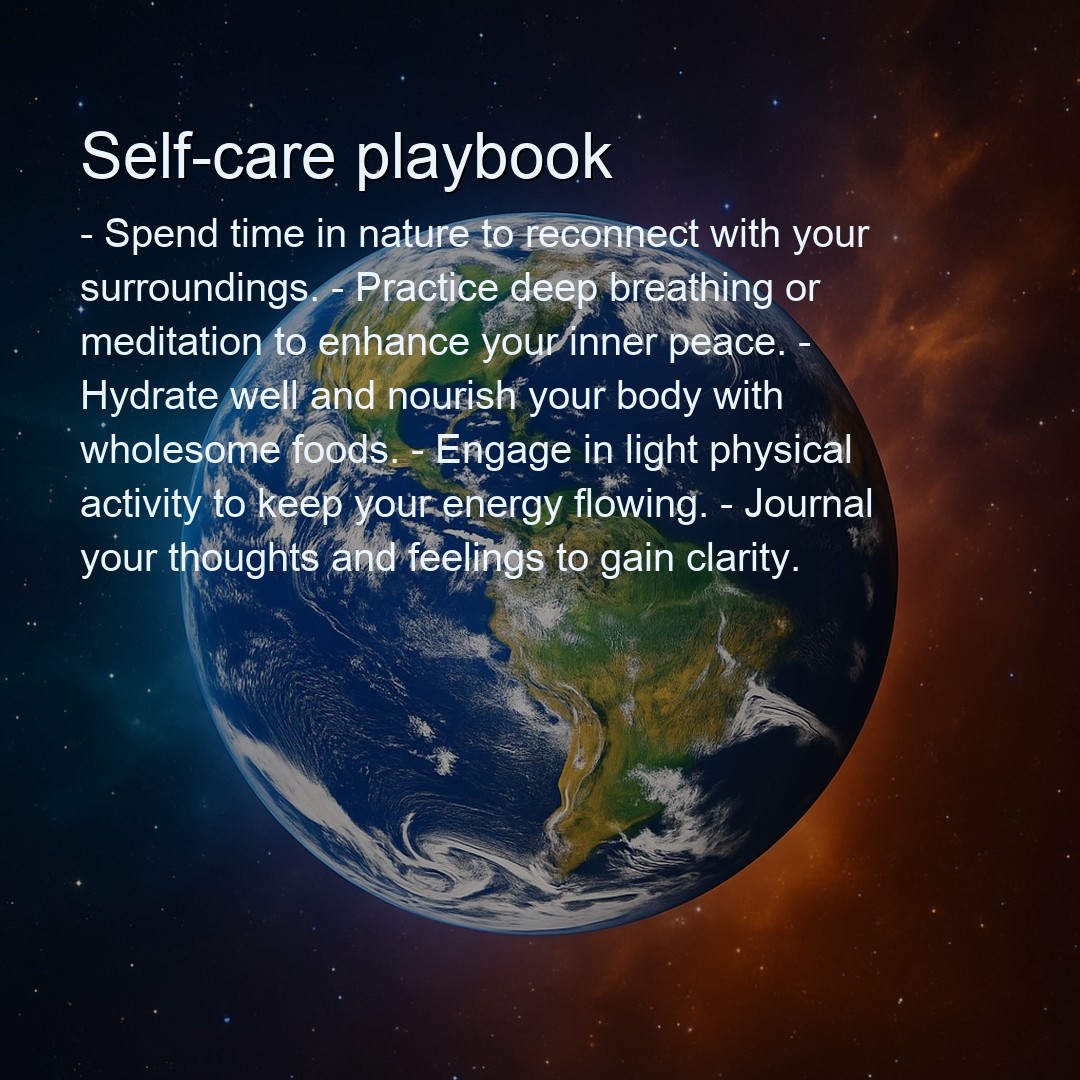 Self-care playbook
- Spend time in nature to reconnect with your
surroundings. - Practice deep breathing or
meditation to enhance your inner peace. -
Hydrate well and nourish your body with
wholesome foods. - Engage in light physical
activity to keep your energy flowing. - Journal
your thoughts and feelings to gain clarity.